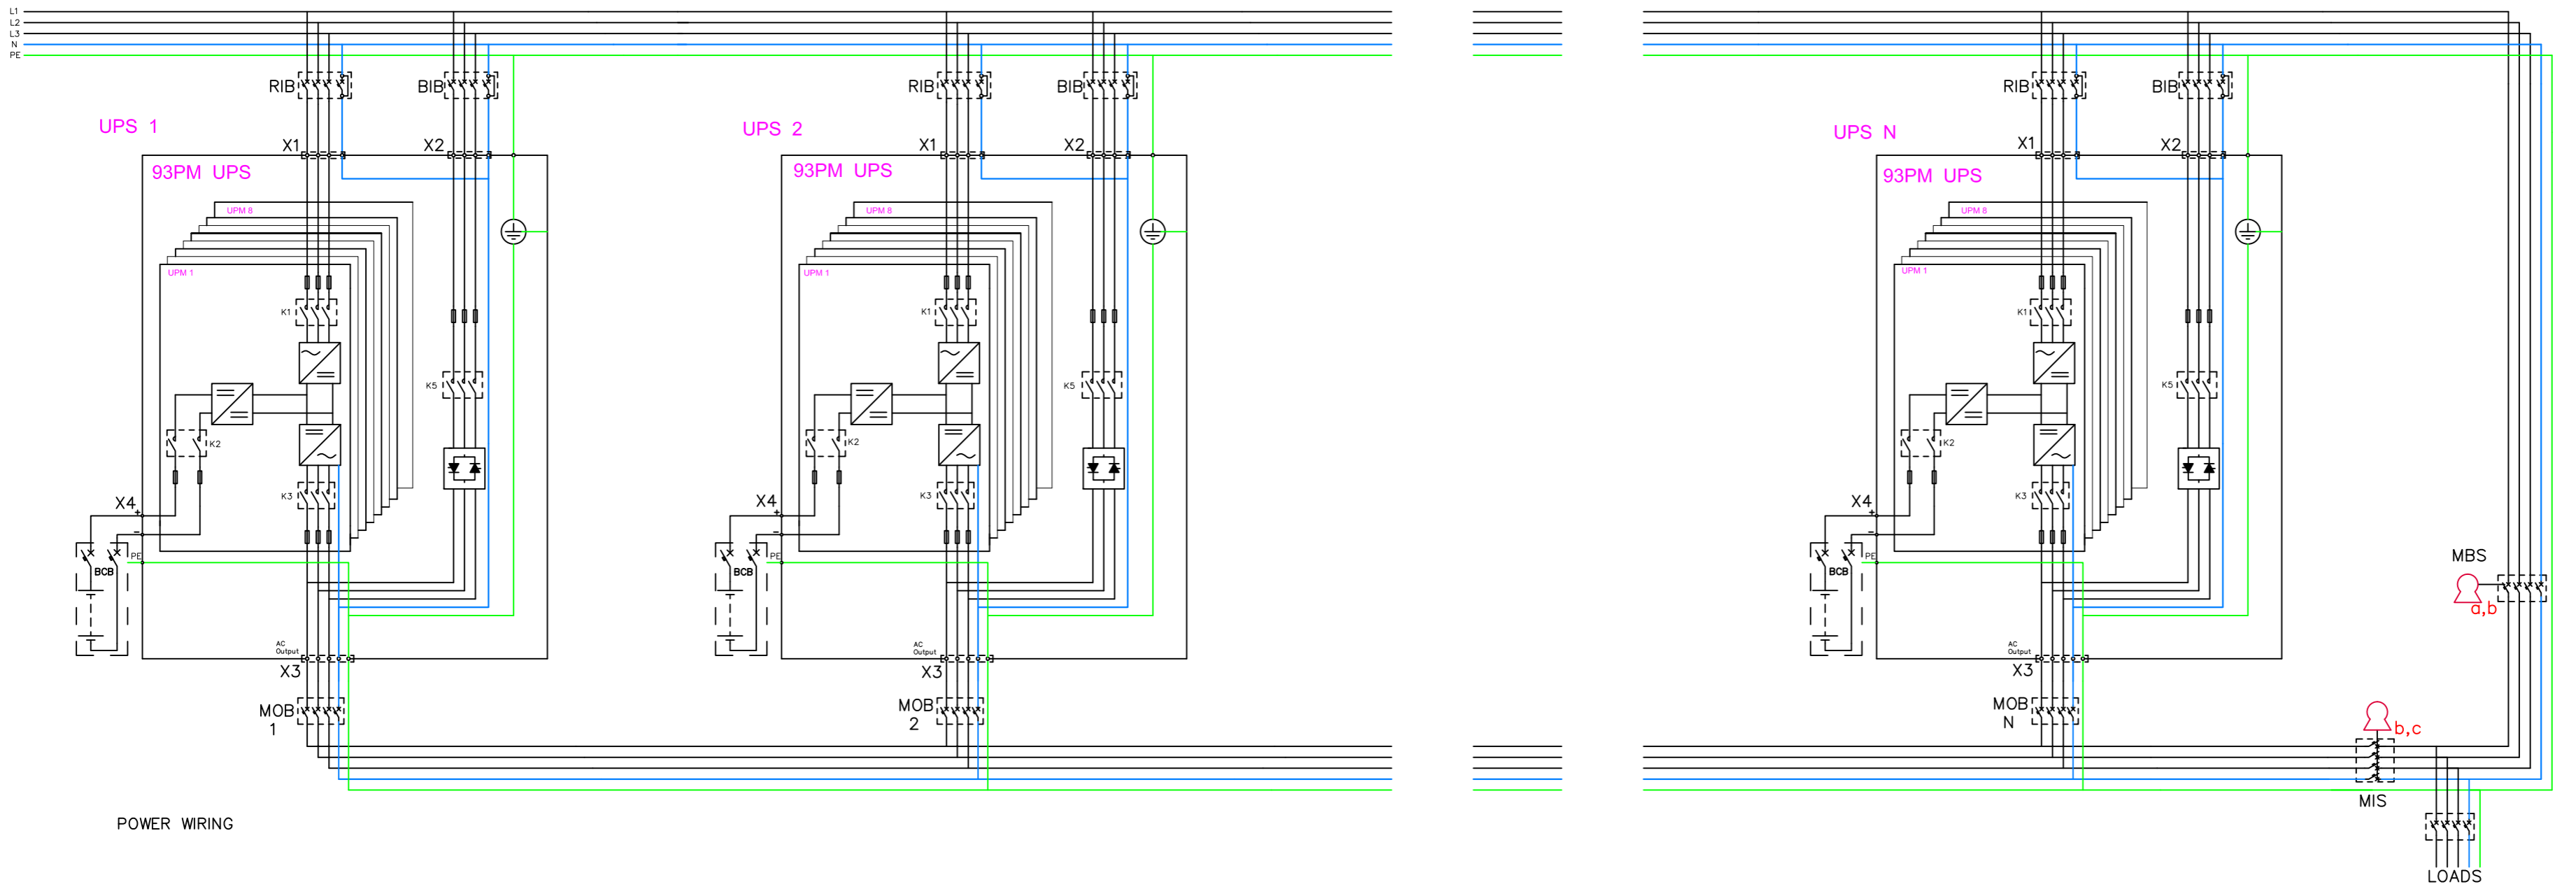 L1
L2
L3
N
PE
RIB
BIB
RIB
BIB
RIB
BIB
UPS 1
UPS 2
UPS N
X1
X2
X1
X2
X1
X2
93PM UPS
93PM UPS
93PM UPS
UPM 8
UPM 8
UPM 8
UPM 1
UPM 1
UPM 1
K1
K1
K1
K5
K5
K5
K2
K2
K2
K3
K3
K3
X4
+
-
X4
+
-
X4
+
-
PE
BCB
PE
BCB
PE
BCB
MBS
a,b
AC
Output
AC
Output
AC
Output
X3
X3
X3
MOB
1
MOB
2
MOB
N
b,c
MIS
POWER WIRING
LOADS